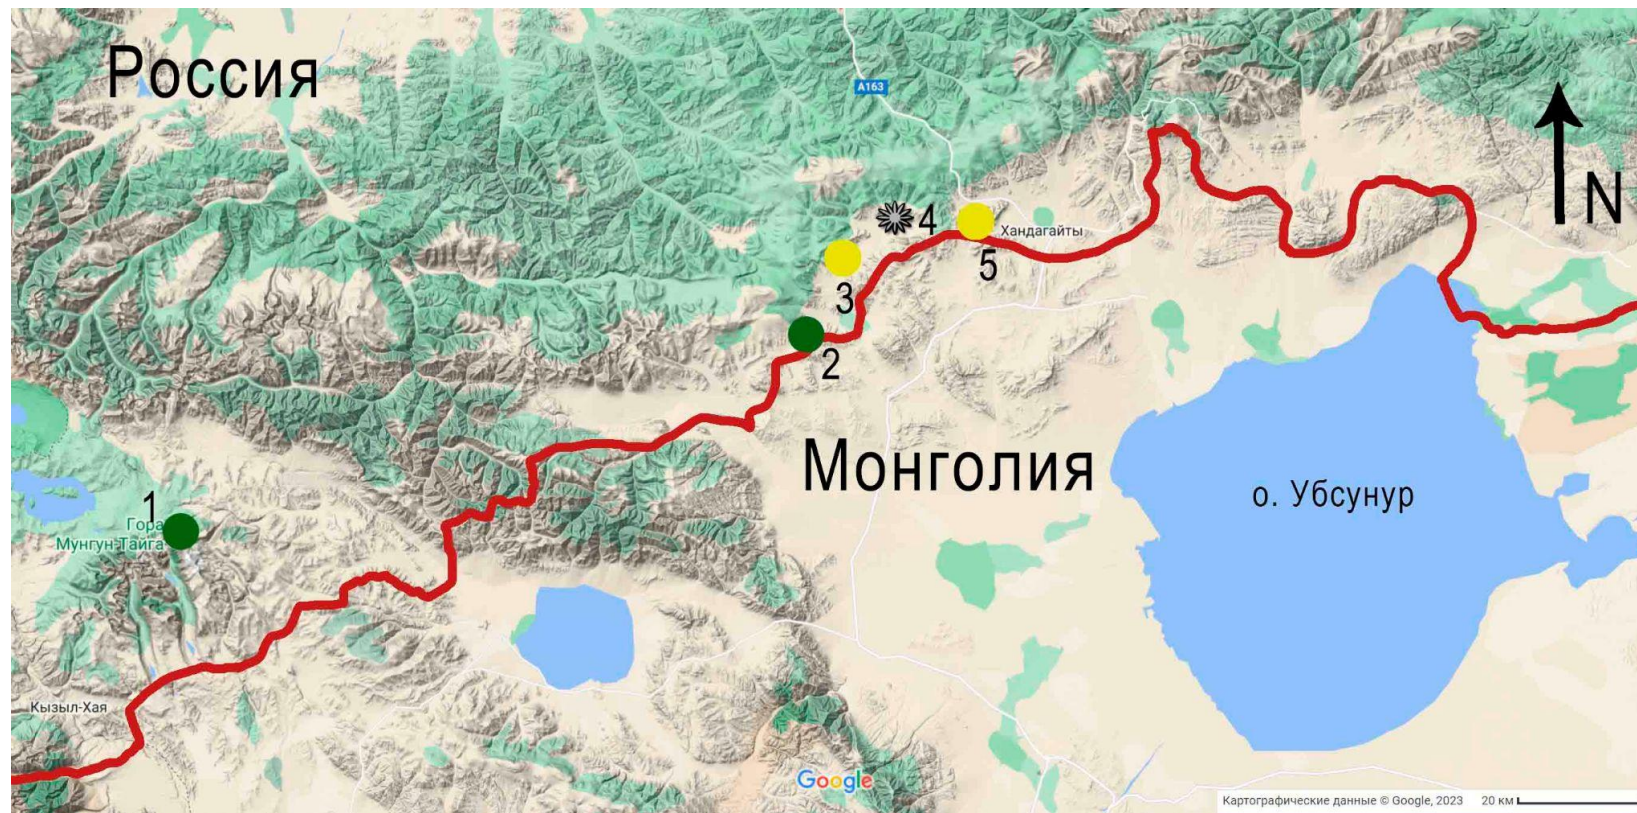 Россия
A163
N
4
Хандагайты
5
3
2
Монголия
о. Убсунур
1
Гора
Мунгун-Тайга
Кызыл-Хая
Google
Картографические данные © Google, 2023 20 км